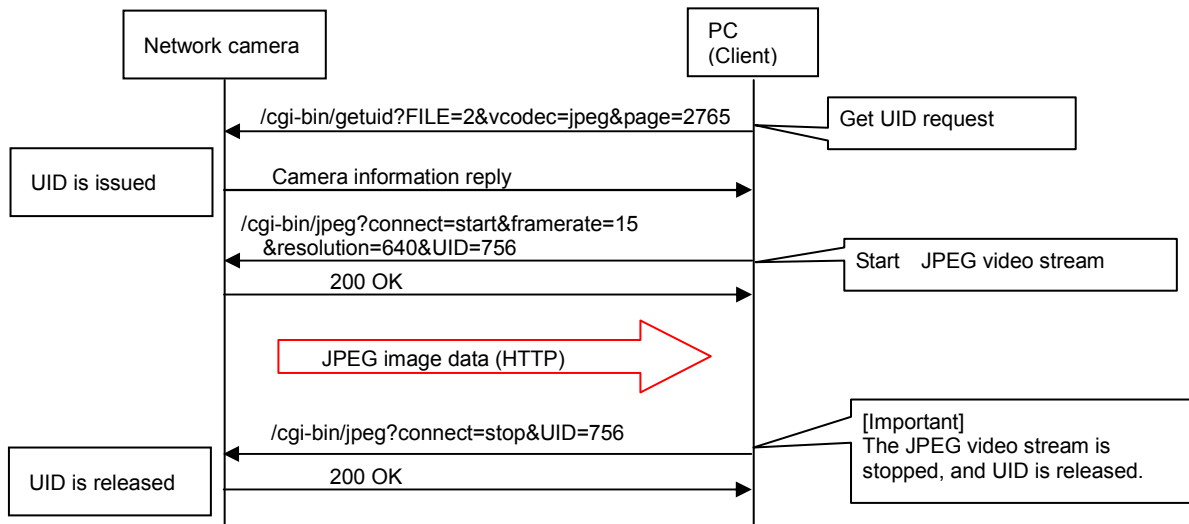 Network camera
PC
(Client)
/cgi-bin/getuid?FILE=2&vcodec=jpeg&page=2765
Get UID request
UID is issued
Camera information reply
/cgi-bin/jpeg?connect=start&framerate=15
&resolution=640&UID=756
Start JPEG video stream
200 OK
JPEG image data (HTTP)
/cgi-bin/jpeg?connect=stop&UID=756
[Important]
The JPEG video stream is
stopped, and UID is released.
UID is released
200 OK